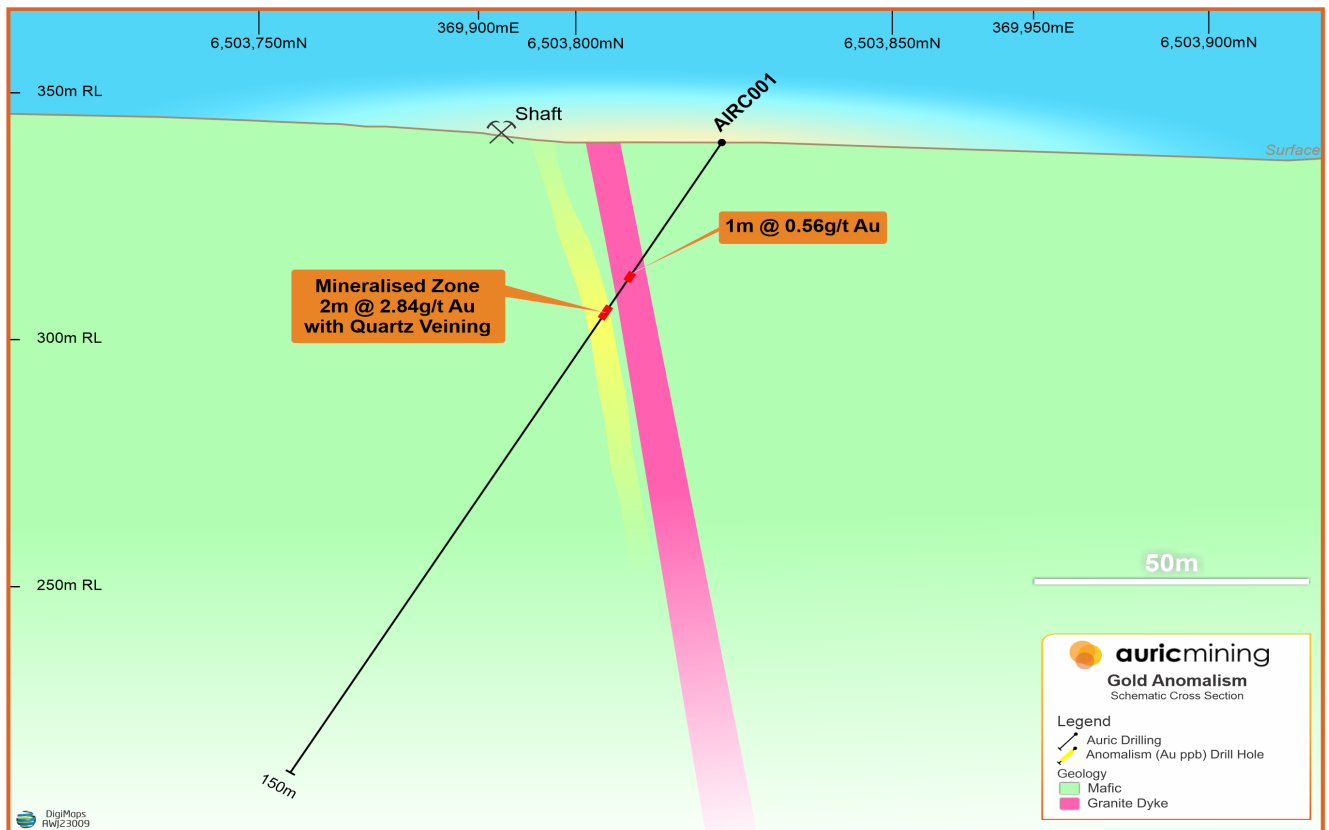 369,900mE
369,950mE
6,503,750mN
6,503,800mN
6,503,850mN
6,503,900mN
350m RL
Shaft
AIRC001
Surface
1m @ 0.56g/t Au
Mineralised Zone
2m @ 2.84g/t Au
with Quartz Veining
300m RL
250m RL
50m
150m
auricmining
Gold Anomalism
Schematic Cross Section
Legend
Auric Drilling
Anomalism (Au ppb) Drill Hole
Geology
Mafic
Granite Dyke
DigiMaps
AWJ23009